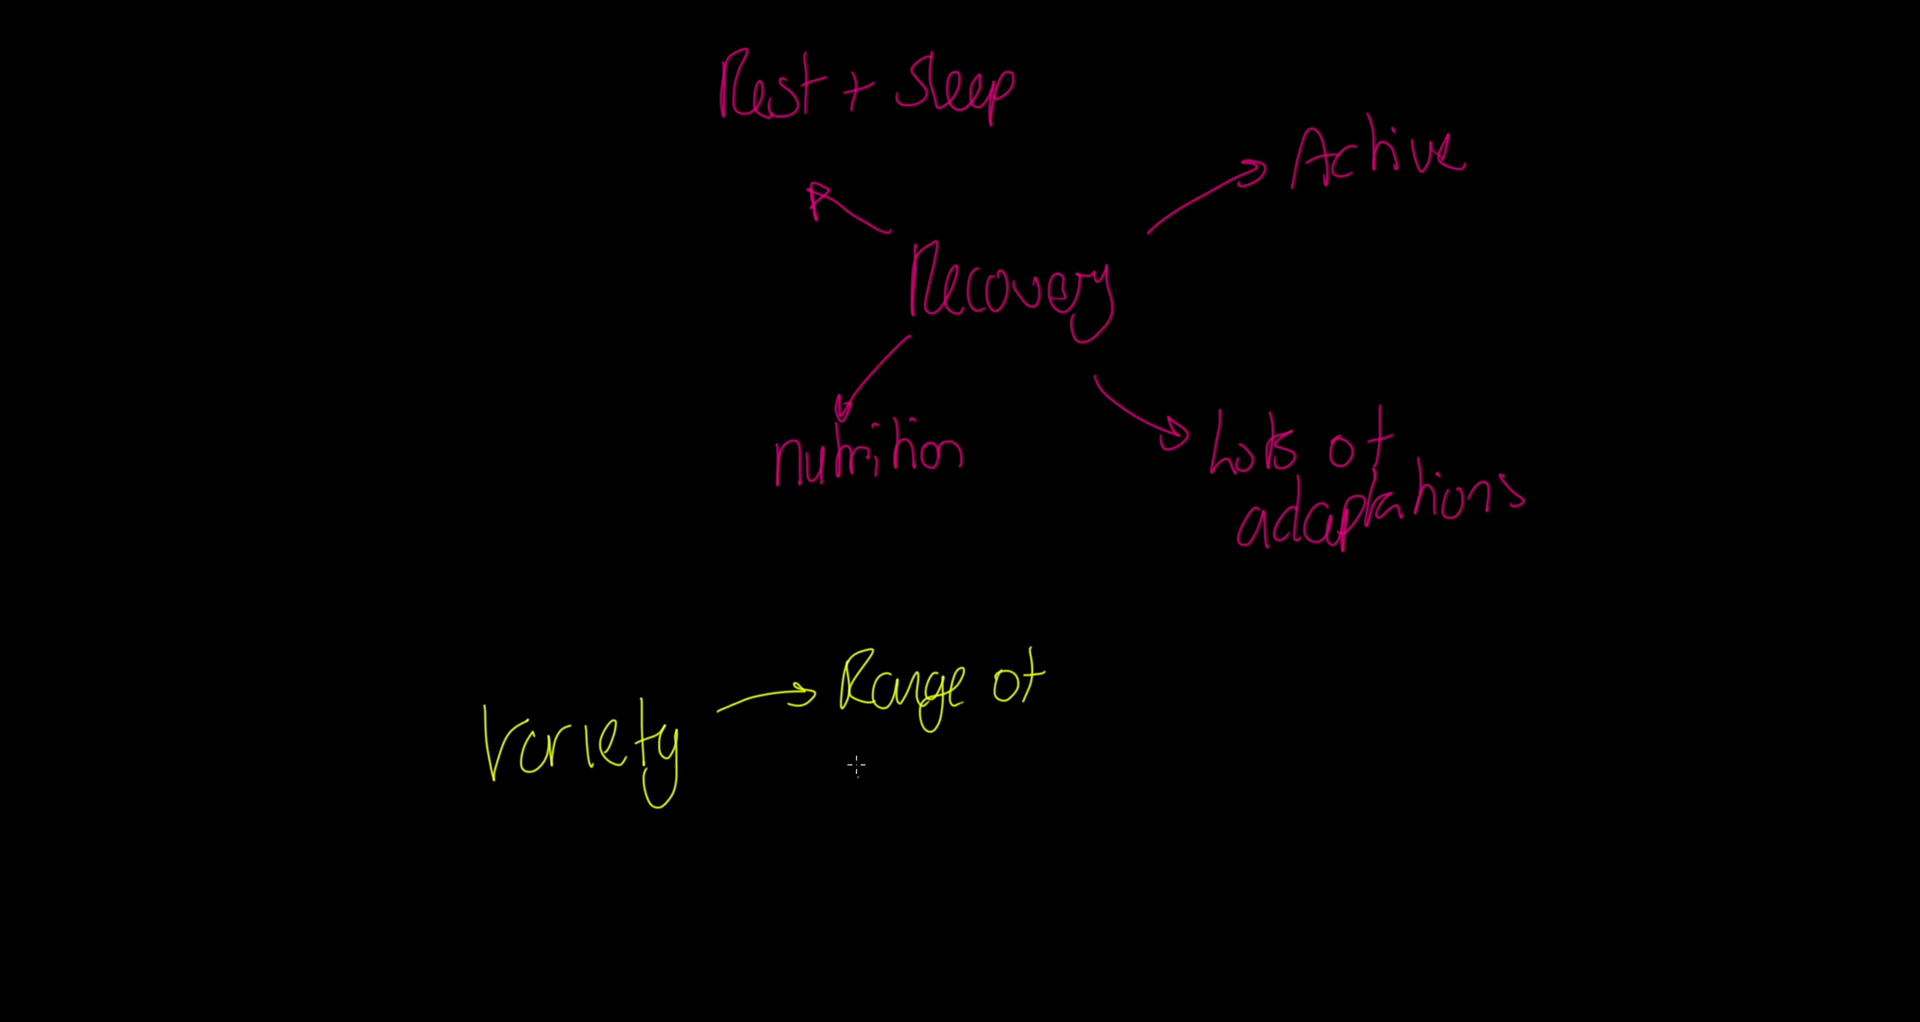 Rest + Sleep
Active
Recovery
nutrition
Lots of
adaptations
Variety
Range of